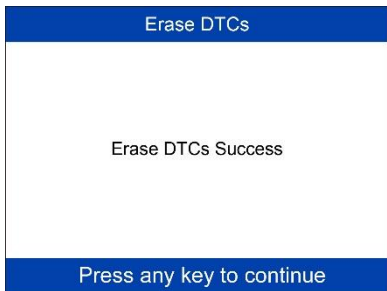 Erase DTCs
Erase DTCs Success
Press any key to continue